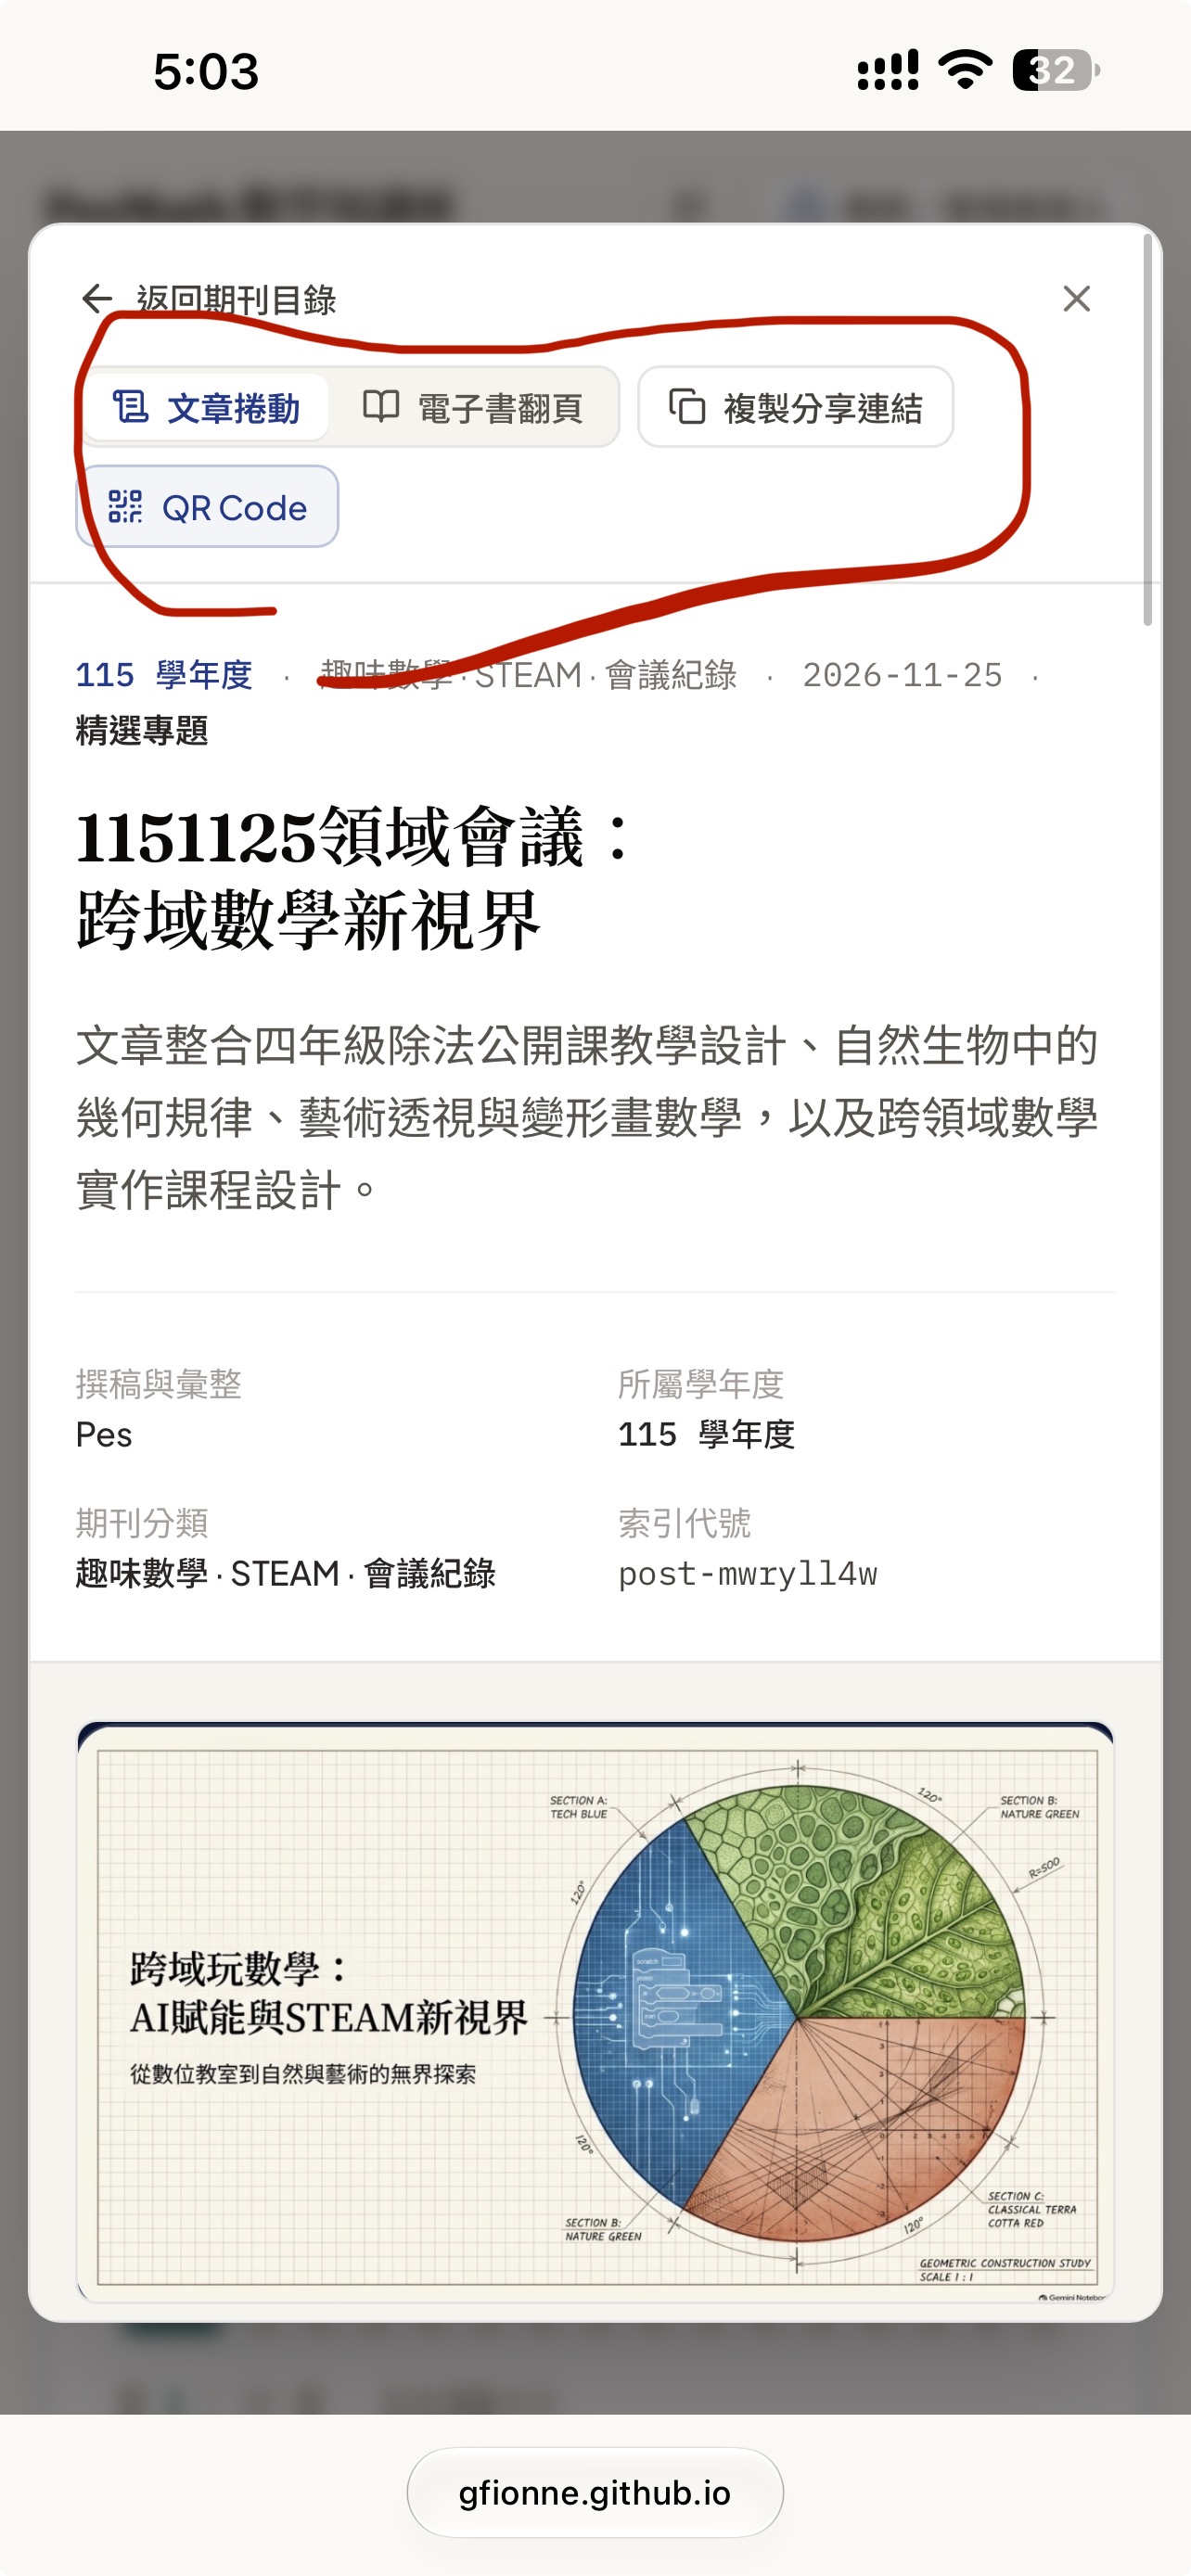 5:03 32
返回期刊目錄
文章捲動 電子書翻頁 複製分享連結
QR Code
115 學年度 · 趣味數學 · STEAM · 會議紀錄 · 2026-11-25 ·
精選專題
1151125領域會議：
跨域數學新視界
文章整合四年級除法公開課教學設計、自然生物中的
幾何規律、藝術透視與變形畫數學，以及跨領域數學
實作課程設計。
撰稿與彙整 所屬學年度
Pes 115 學年度
期刊分類 索引代號
趣味數學 · STEAM · 會議紀錄 post-mwryll4w
SECTION A:
TECH BLUE
120°
SECTION B:
NATURE GREEN
R=500
120°
跨域玩數學：
AI賦能與STEAM新視界
從數位教室到自然與藝術的無界探索
120°
SECTION B:
NATURE GREEN
120°
SECTION C:
CLASSICAL TERRA
COTTA RED
GEOMETRIC CONSTRUCTION STUDY
SCALE 1 : 1
gfionne.github.io